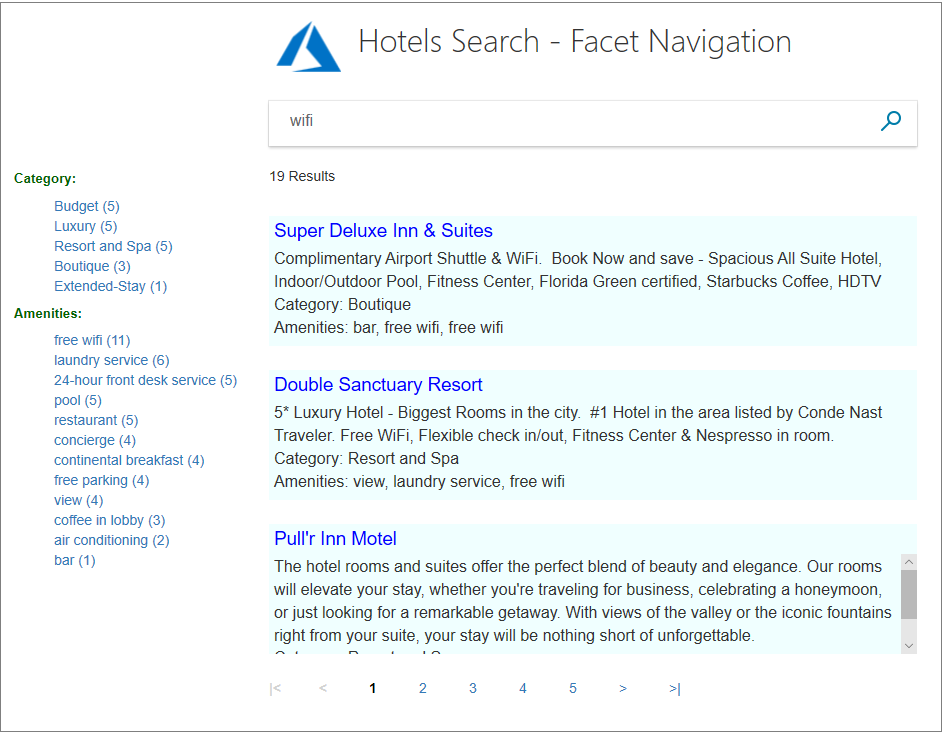 Hotels Search - Facet Navigation
wifi
19 Results
Category:
Budget (5)
Luxury (5)
Resort and Spa (5)
Boutique (3)
Extended-Stay (1)
Amenities:
free wifi (11)
laundry service (6)
24-hour front desk service (5)
pool (5)
restaurant (5)
concierge (4)
continental breakfast (4)
free parking (4)
view (4)
coffee in lobby (3)
air conditioning (2)
bar (1)
Super Deluxe Inn & Suites
Complimentary Airport Shuttle & WiFi.  Book Now and save - Spacious All Suite Hotel,
Indoor/Outdoor Pool, Fitness Center, Florida Green certified, Starbucks Coffee, HDTV
Category: Boutique
Amenities: bar, free wifi, free wifi
Double Sanctuary Resort
5* Luxury Hotel - Biggest Rooms in the city.  #1 Hotel in the area listed by Conde Nast
Traveler. Free WiFi, Flexible check in/out, Fitness Center & Nespresso in room.
Category: Resort and Spa
Amenities: view, laundry service, free wifi
Pull'r Inn Motel
The hotel rooms and suites offer the perfect blend of beauty and elegance. Our rooms
will elevate your stay, whether you're traveling for business, celebrating a honeymoon,
or just looking for a remarkable getaway. With views of the valley or the iconic fountains
right from your suite, your stay will be nothing short of unforgettable.
|< < 1 2 3 4 5 > >|